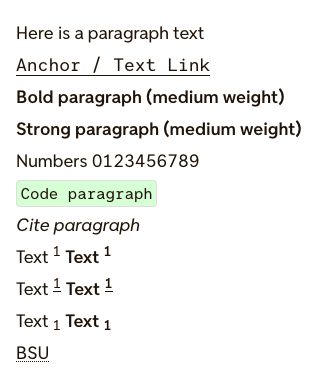 Here is a paragraph text
Anchor / Text Link
Bold paragraph (medium weight)
Strong paragraph (medium weight)
Numbers 0123456789
Code paragraph
Cite paragraph
Text ¹ Text ¹
Text ¹ Text ¹
Text ₁ Text ₁
BSU